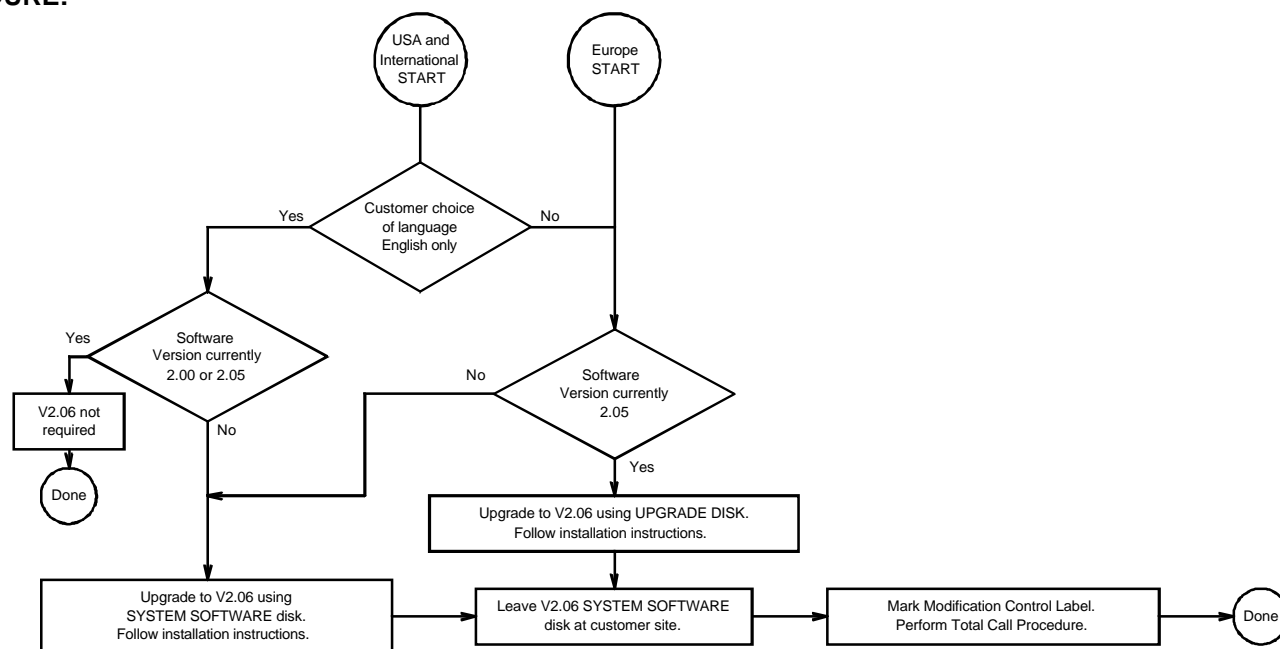 USA and
International
START
Europe
START
Customer choice
of language
English only
Yes
No
Software
Version currently
2.00 or 2.05
Yes
No
Software
Version currently
2.05
No
Yes
V2.06 not
required
Done
Upgrade to V2.06 using UPGRADE DISK.
Follow installation instructions.
Upgrade to V2.06 using
SYSTEM SOFTWARE disk.
Follow installation instructions.
Leave V2.06 SYSTEM SOFTWARE
disk at customer site.
Mark Modification Control Label.
Perform Total Call Procedure.
Done